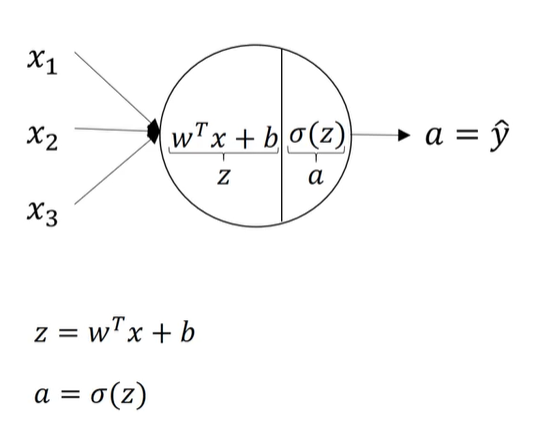 x₁
x₂
x₃
wᵀx + b
z
σ(z)
a
a = ŷ
z = wᵀx + b
a = σ(z)